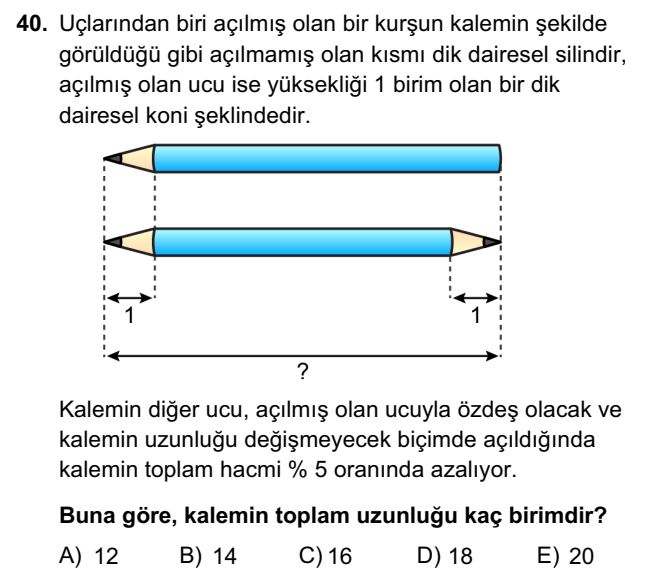 40. Uçlarından biri açılmış olan bir kurşun kalemin şekilde
görüldüğü gibi açılmamış olan kısmı dik dairesel silindir,
açılmış olan ucu ise yüksekliği 1 birim olan bir dik
dairesel koni şeklindedir.
1 1
?
Kalemin diğer ucu, açılmış olan ucuyla özdeş olacak ve
kalemin uzunluğu değişmeyecek biçimde açıldığında
kalemin toplam hacmi % 5 oranında azalıyor.
Buna göre, kalemin toplam uzunluğu kaç birimdir?
A) 12 B) 14 C) 16 D) 18 E) 20